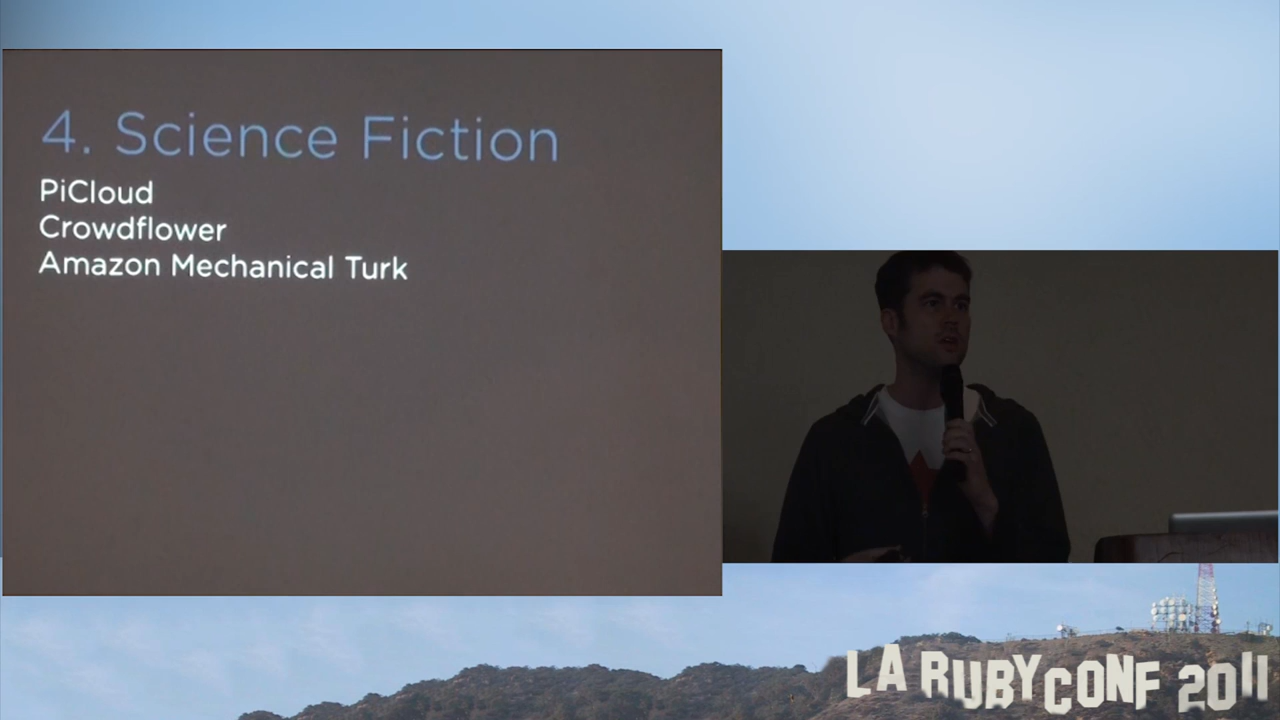 4. Science Fiction
PiCloud
Crowdflower
Amazon Mechanical Turk
LA RUBYCONF 2011